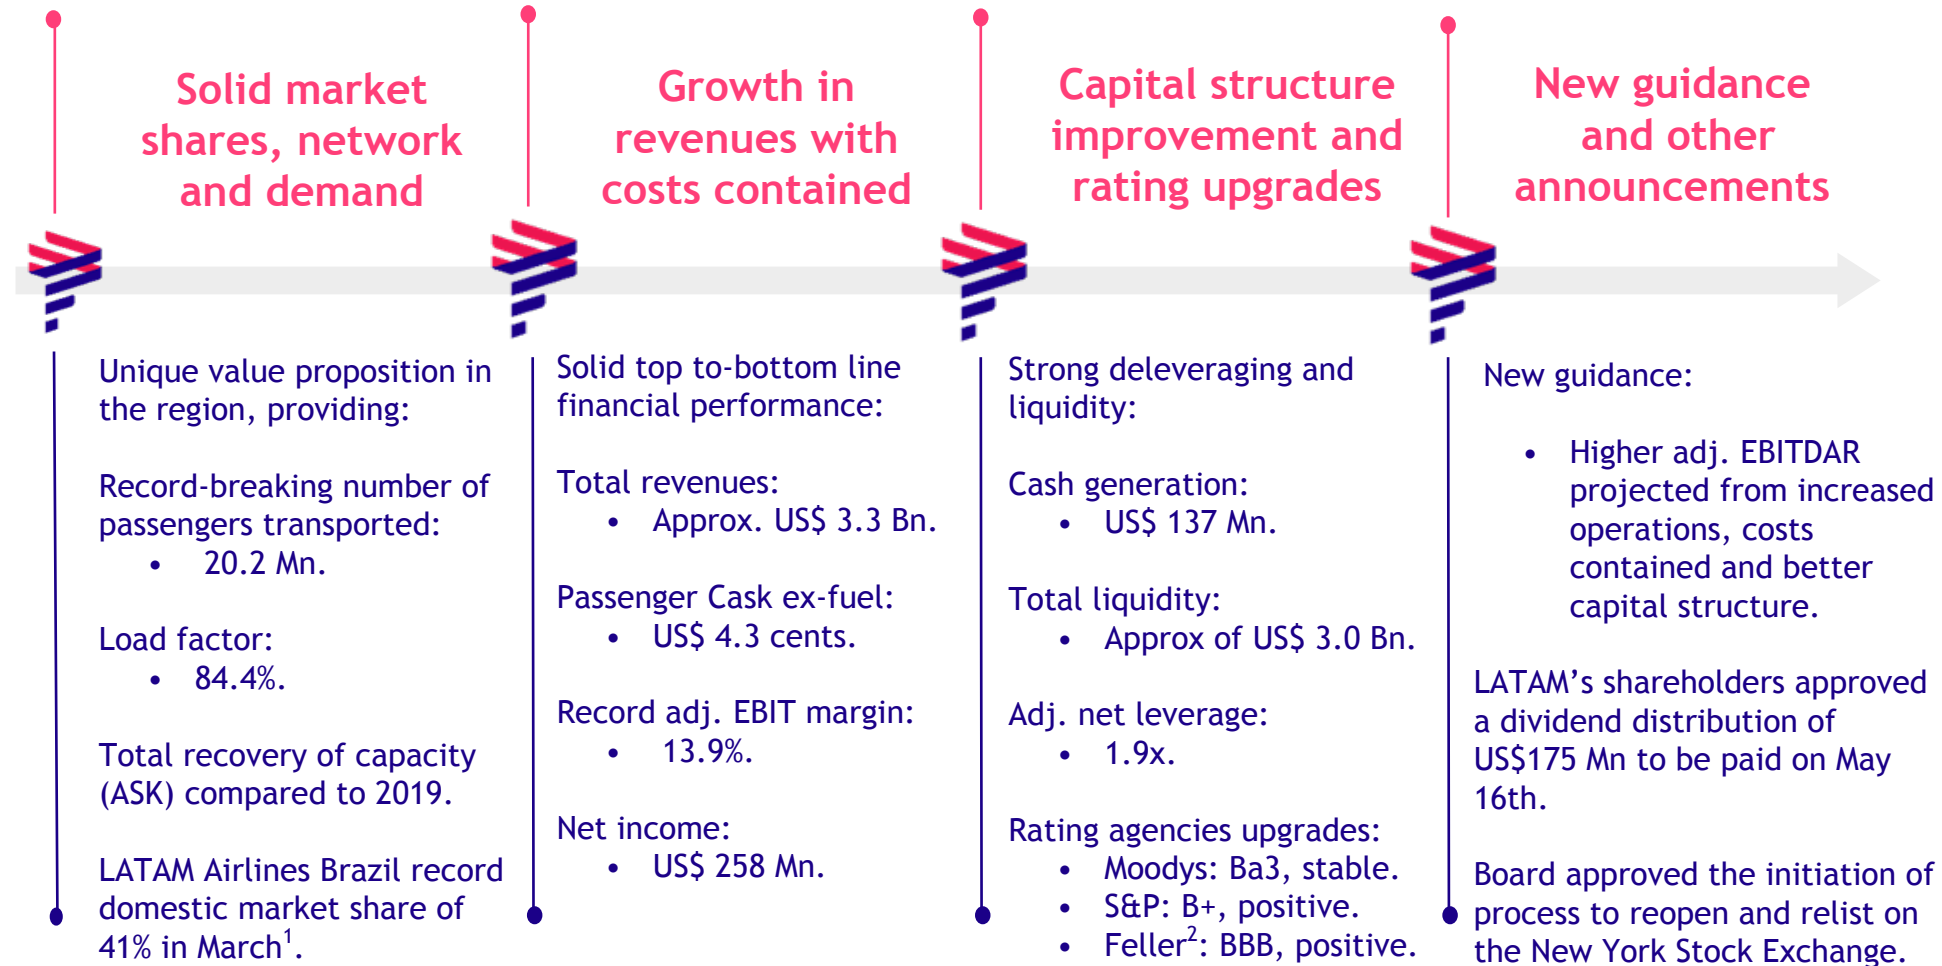 Solid market
shares, network
and demand
Unique value proposition in
the region, providing:
Record-breaking number of
passengers transported:
• 20.2 Mn.
Load factor:
• 84.4%.
Total recovery of capacity
(ASK) compared to 2019.
LATAM Airlines Brazil record
domestic market share of
41% in March¹.
Growth in
revenues with
costs contained
Solid top to-bottom line
financial performance:
Total revenues:
• Approx. US$ 3.3 Bn.
Passenger Cask ex-fuel:
• US$ 4.3 cents.
Record adj. EBIT margin:
• 13.9%.
Net income:
• US$ 258 Mn.
Capital structure
improvement and
rating upgrades
Strong deleveraging and
liquidity:
Cash generation:
• US$ 137 Mn.
Total liquidity:
• Approx of US$ 3.0 Bn.
Adj. net leverage:
• 1.9x.
Rating agencies upgrades:
• Moodys: Ba3, stable.
• S&P: B+, positive.
• Feller²: BBB, positive.
New guidance
and other
announcements
New guidance:
• Higher adj. EBITDAR
projected from increased
operations, costs
contained and better
capital structure.
LATAM’s shareholders approved
a dividend distribution of
US$175 Mn to be paid on May
16th.
Board approved the initiation of
process to reopen and relist on
the New York Stock Exchange.